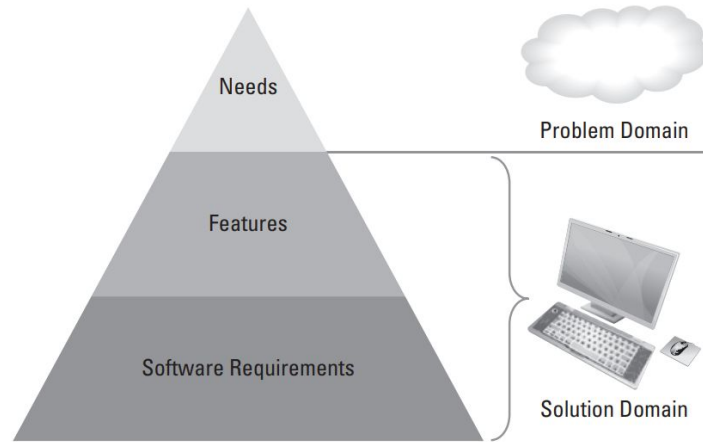 Needs
Problem Domain
Features
Software Requirements
Solution Domain